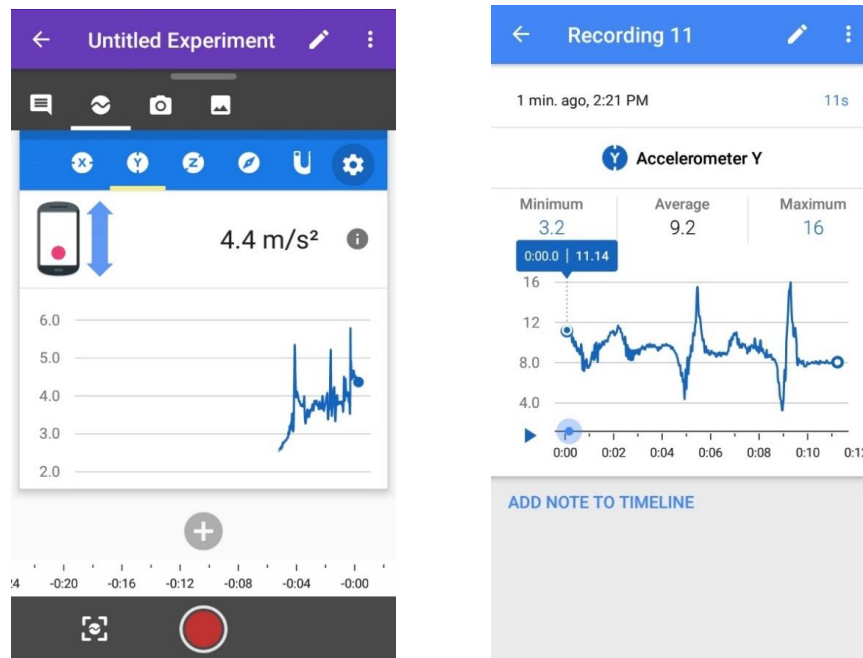 Untitled Experiment
X Y Z
4.4 m/s²
6.0
5.0
4.0
3.0
2.0
-0:20 -0:16 -0:12 -0:08 -0:04 -0:00
Recording 11
1 min. ago, 2:21 PM 11s
Y Accelerometer Y
Minimum Average Maximum
3.2 9.2 16
0:00.0 | 11.14
16
12
8.0
4.0
0:00 0:02 0:04 0:06 0:08 0:10
ADD NOTE TO TIMELINE